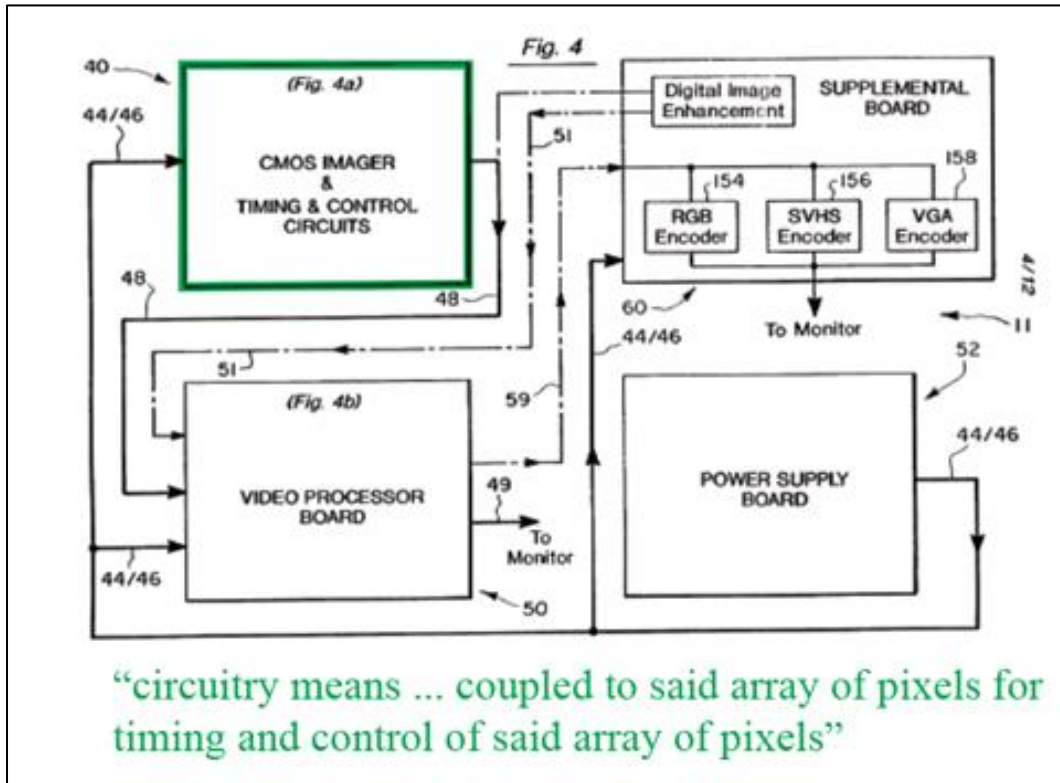 Fig. 4
40
(Fig. 4a)
44/46
CMOS IMAGER
&
TIMING & CONTROL
CIRCUITS
48
48
51
51
Digital Image
Enhancement
SUPPLEMENTAL
BOARD
154
156
158
RGB
Encoder
SVHS
Encoder
VGA
Encoder
60
To Monitor
4/12
11
44/46
59
(Fig. 4b)
VIDEO PROCESSOR
BOARD
49
To
Monitor
44/46
50
52
POWER SUPPLY
BOARD
44/46
“circuitry means ... coupled to said array of pixels for
timing and control of said array of pixels”